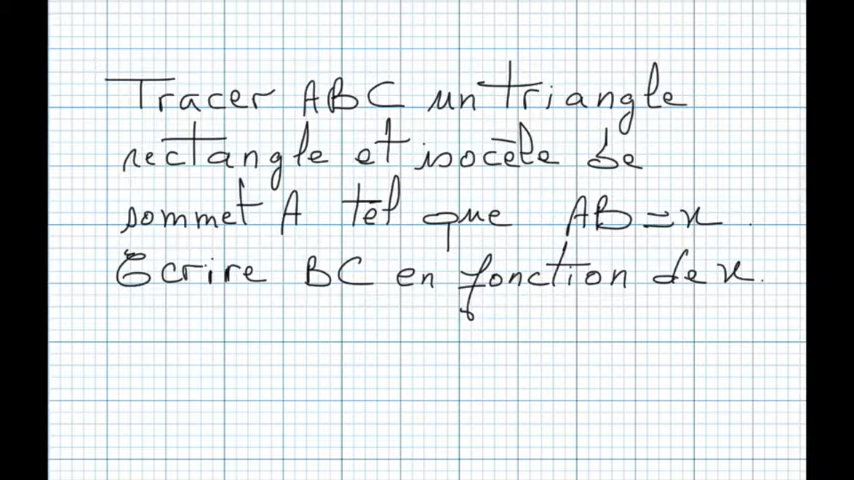 Tracer ABC un triangle
rectangle et isocèle de
sommet A tel que AB = x.
Ecrire BC en fonction de x.